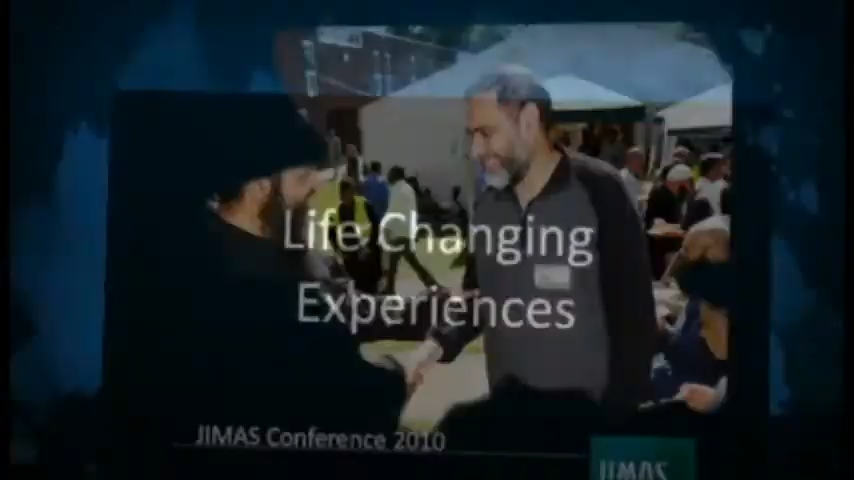 Life Changing
Experiences
JIMAS Conference 2010
JIMAS